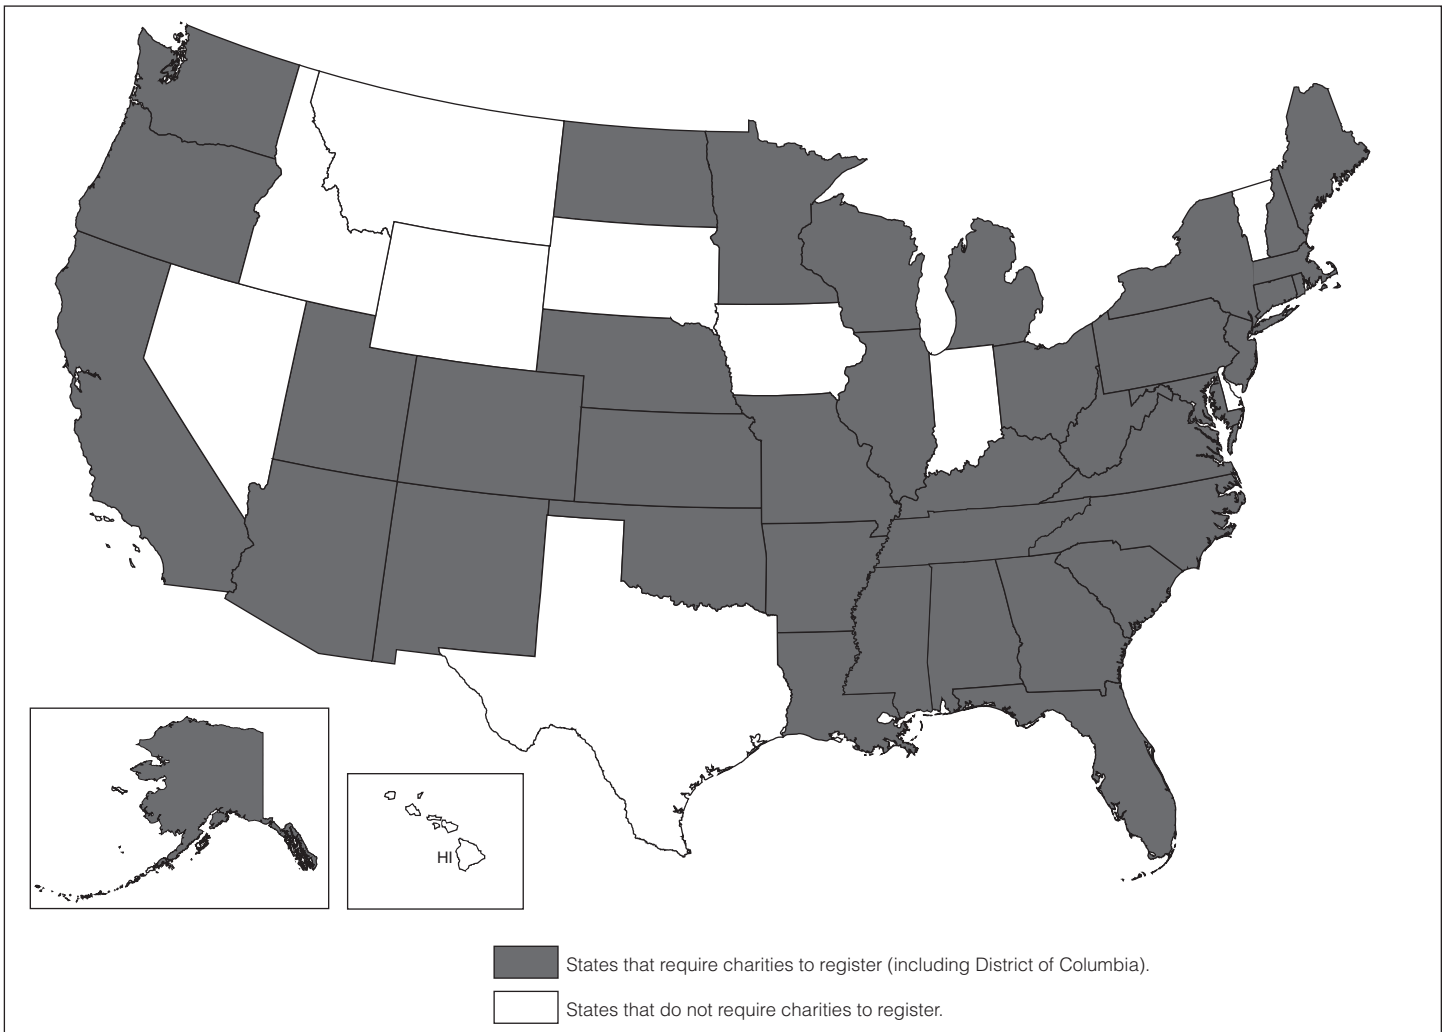 HI
States that require charities to register (including District of Columbia).
States that do not require charities to register.